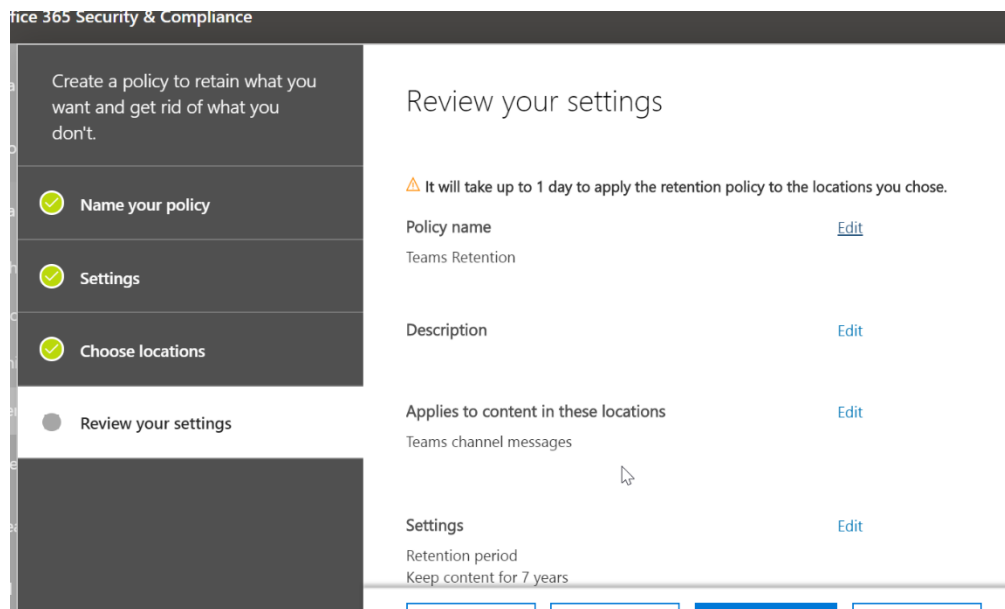 365 Security & Compliance
Create a policy to retain what you
want and get rid of what you
don't.
Name your policy
Settings
Choose locations
Review your settings
Review your settings
It will take up to 1 day to apply the retention policy to the locations you chose.
Policy name
Edit
Teams Retention
Description
Edit
Applies to content in these locations
Edit
Teams channel messages
Settings
Edit
Retention period
Keep content for 7 years